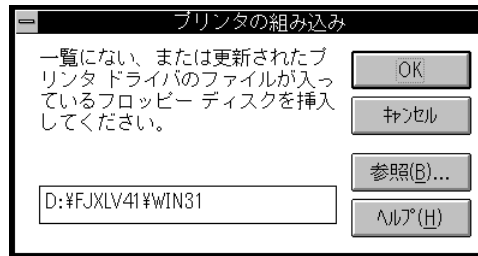 プリンタの組み込み
一覧にない、または更新されたプ
リンタ ドライバのファイルが入っ
ているフロッピー ディスクを挿入
してください。
D:¥FJXLV41¥WIN31
OK
ｷｬﾝｾﾙ
参照(B)...
ﾍﾙﾌﾟ(H)